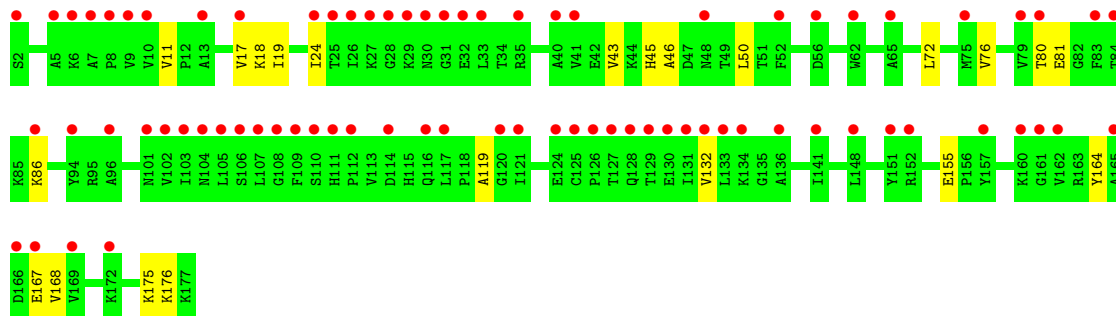 S2 A5 K6 A7 P8 V9 V10 V11 P12 A13 V17 K18 I19 I24 T25 I26 K27 G28 K29 N30 G31 E32 L33 T34 R35 A40 V41 E42 V43 K44 H45 A46 D47 N48 T49 L50 T51 F52 D56 W62 A65 L72 M75 V76 V79 T80 E81 G82 F83 T84
K85 K86 Y94 R95 A96 N101 V102 I103 N104 L105 S106 L107 G108 F109 S110 H111 P112 V113 D114 H115 Q116 L117 P118 A119 G120 I121 E124 C125 P126 T127 Q128 T129 E130 I131 V132 L133 K134 G135 A136 I141 L148 Y151 R152 E155 P156 Y157 K160 G161 V162 R163 Y164 A165
D166 E167 V168 V169 K172 K175 K176 K177